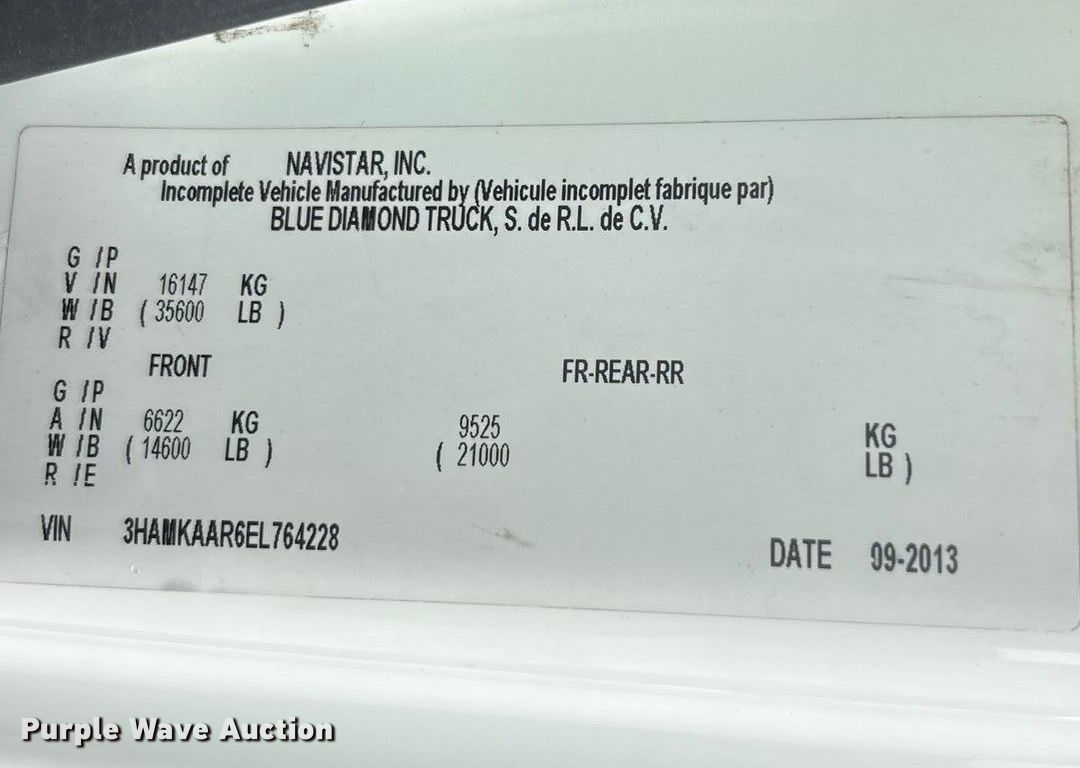 A product of NAVISTAR, INC.
Incomplete Vehicle Manufactured by (Vehicule incomplet fabrique par)
BLUE DIAMOND TRUCK, S. de R.L. de C.V.
G /P
V /N 16147 KG
W /B ( 35600 LB )
R /V
FRONT FR-REAR-RR
G /P
A /N 6622 KG 9525 KG
W /B ( 14600 LB ) ( 21000 LB )
R /E
VIN 3HAMKAAR6EL764228 DATE 09-2013
Purple Wave Auction